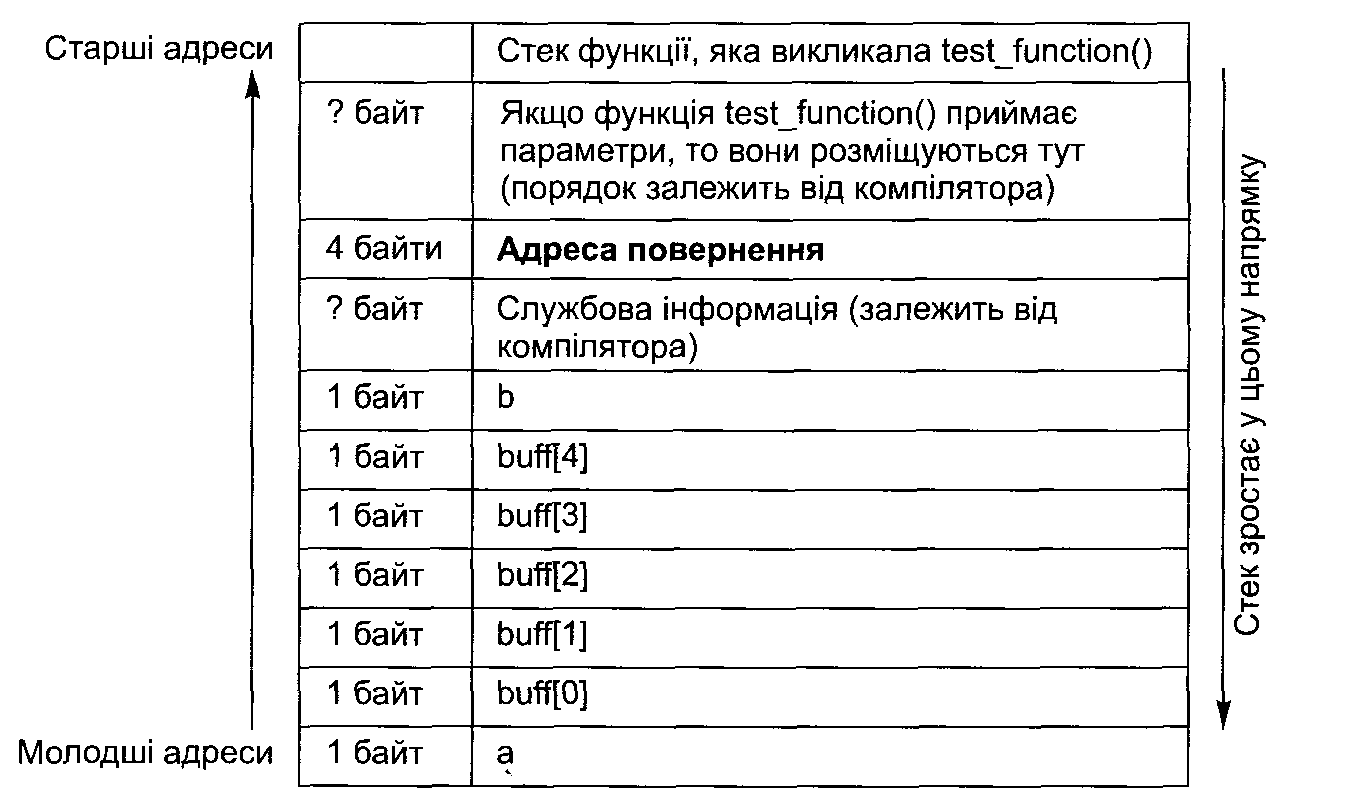 Старші адреси
Стек функції, яка викликала test_function()
? байт
Якщо функція test_function() приймає
параметри, то вони розміщуються тут
(порядок залежить від компілятора)
4 байти
Адреса повернення
? байт
Службова інформація (залежить від
компілятора)
1 байт
b
1 байт
buff[4]
1 байт
buff[3]
1 байт
buff[2]
1 байт
buff[1]
1 байт
buff[0]
Молодші адреси
1 байт
a
Стек зростає у цьому напрямку